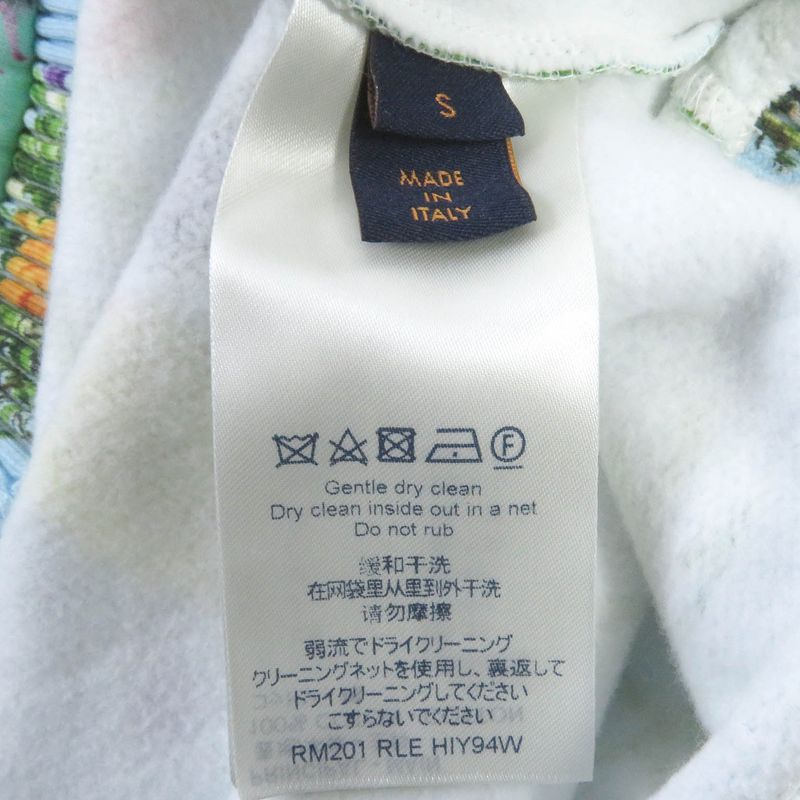 S
MADE
IN
ITALY
F
Gentle dry clean
Dry clean inside out in a net
Do not rub
缓和干洗
在网袋里从里到外干洗
请勿摩擦
弱流でドライクリーニング
クリーニングネットを使用し、裏返して
ドライクリーニングしてください
こすらないでください
RM201 RLE HIY94W